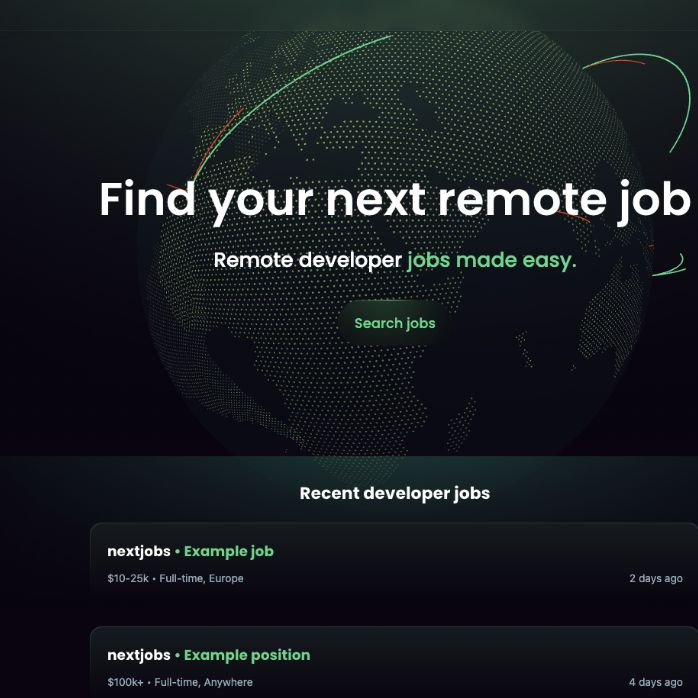 Find your next remote job
Remote developer jobs made easy.
Search jobs
Recent developer jobs
nextjobs • Example job
$10-25k • Full-time, Europe
2 days ago
nextjobs • Example position
$100k+ • Full-time, Anywhere
4 days ago